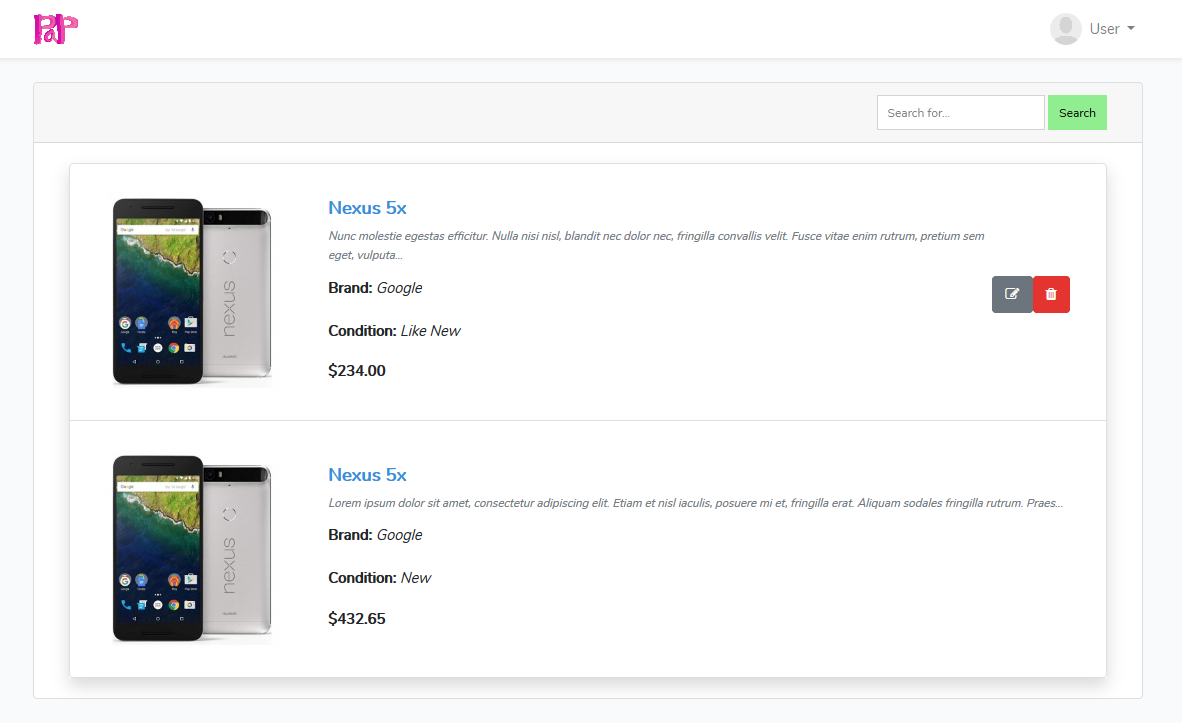 PaP
User
Search for...
Search
Nexus 5x
Nunc molestie egestas efficitur. Nulla nisi nisl, blandit nec dolor nec, fringilla convallis velit. Fusce vitae enim rutrum, pretium sem
eget, vulputa...
Brand: Google
Condition: Like New
$234.00
nexus
Nexus 5x
Lorem ipsum dolor sit amet, consectetur adipiscing elit. Etiam et nisl iaculis, posuere mi et, fringilla erat. Aliquam sodales fringilla rutrum. Praes...
Brand: Google
Condition: New
$432.65
nexus